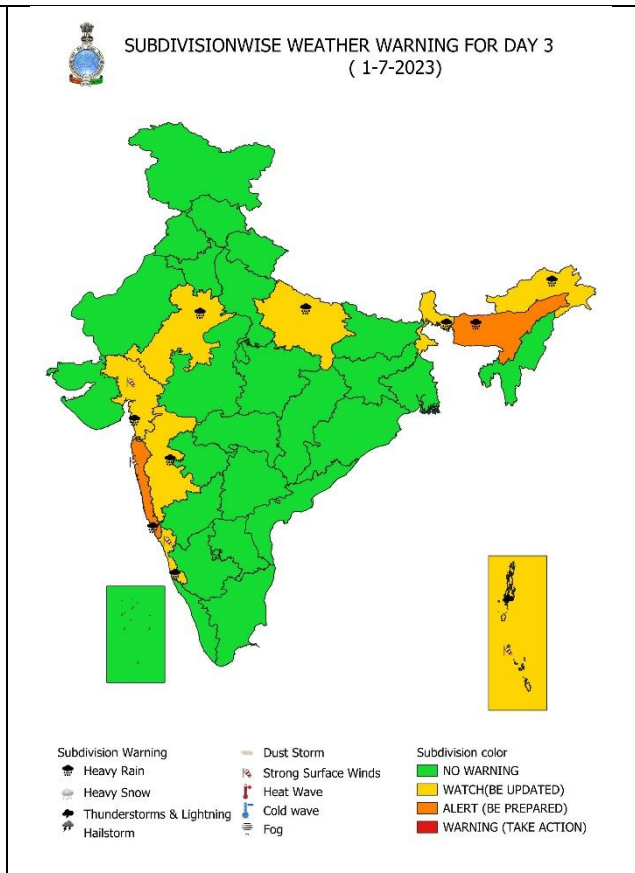 SUBDIVISIONWISE WEATHER WARNING FOR DAY 3
( 1-7-2023)
Subdivision Warning
Heavy Rain
Heavy Snow
Thunderstorms & Lightning
Hailstorm
Dust Storm
Strong Surface Winds
Heat Wave
Cold wave
Fog
Subdivision color
NO WARNING
WATCH(BE UPDATED)
ALERT (BE PREPARED)
WARNING (TAKE ACTION)